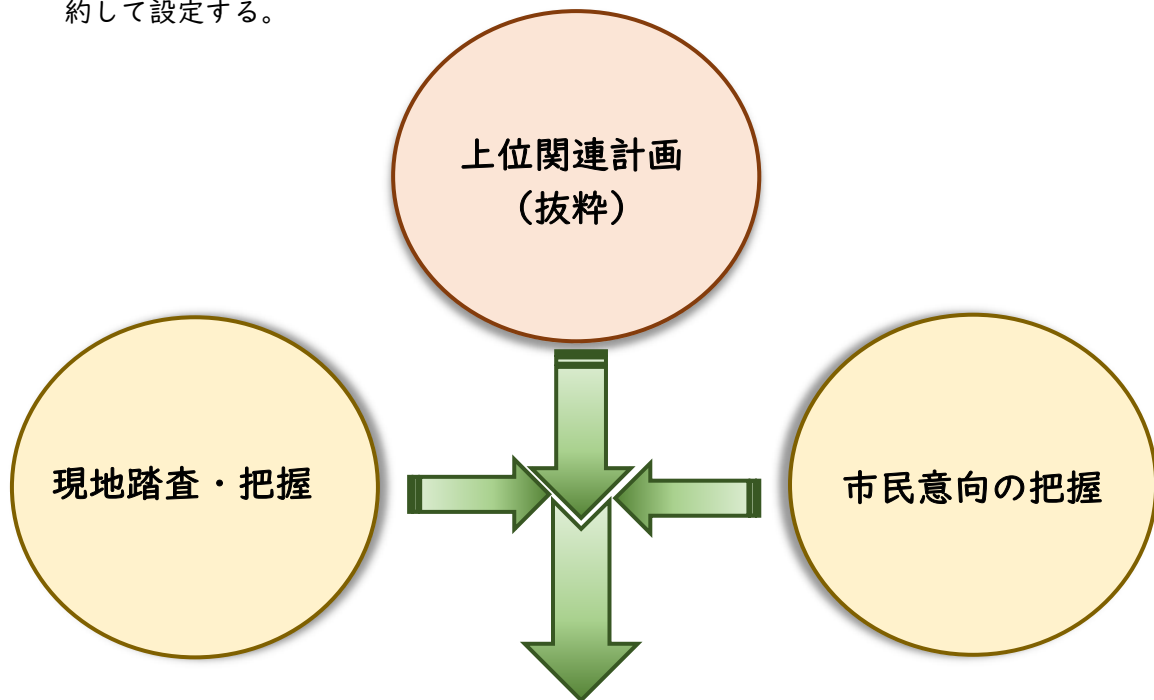 約して設定する。
上位関連計画
（抜粋）
現地踏査・把握
市民意向の把握